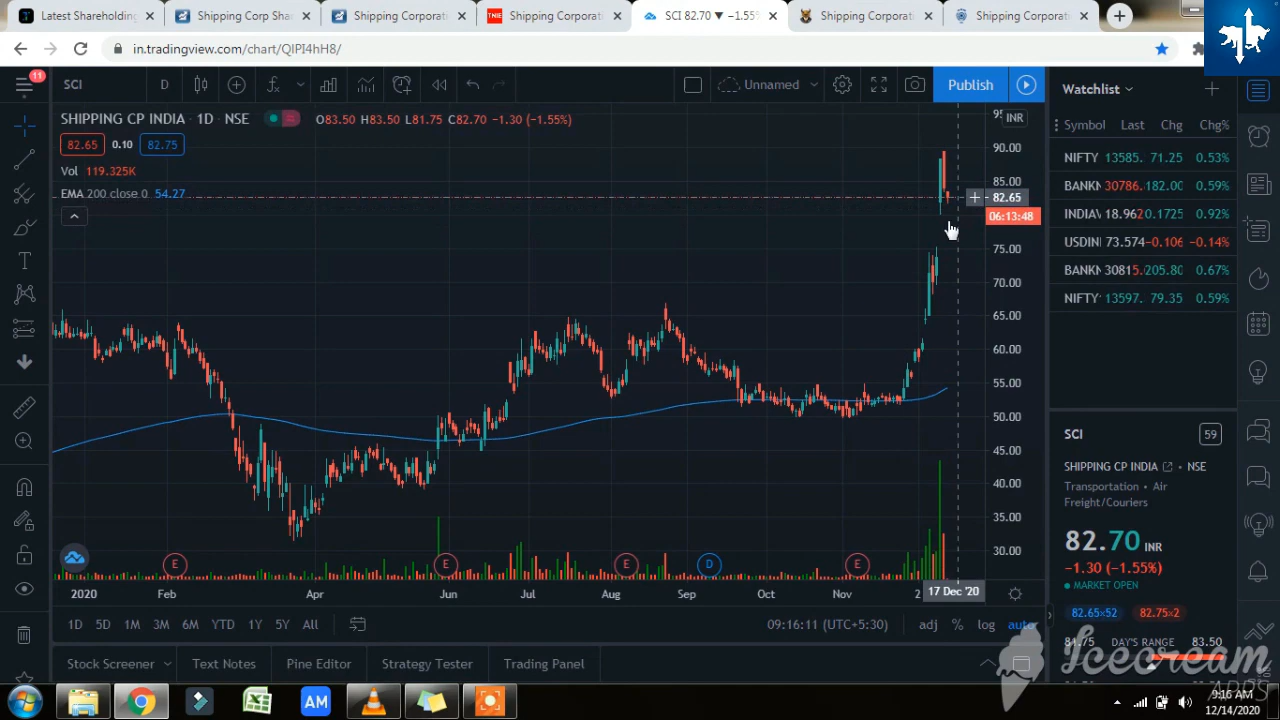 Latest Shareholding
Shipping Corp Sha
Shipping Corporati
TNIE Shipping Corporati
SCI 82.70 ▼ −1.55%
Shipping Corporati
Shipping Corporat
in.tradingview.com/chart/QIPI4hH8/
11
SCI D Unnamed Publish
SHIPPING CP INDIA · 1D · NSE O83.50 H83.50 L81.75 C82.70 −1.30 (−1.55%)
82.65 0.10 82.75
Vol 119.325K
EMA 200 close 0 54.27
INR
90.00
85.00
82.65
06:13:48
75.00
70.00
65.00
60.00
55.00
50.00
45.00
40.00
35.00
30.00
E E E D E
2020 Feb Apr Jun Jul Aug Sep Oct Nov 17 Dec '20
1D 5D 1M 3M 6M YTD 1Y 5Y All 09:16:11 (UTC+5:30) adj % log auto
Stock Screener Text Notes Pine Editor Strategy Tester Trading Panel
Watchlist
Symbol Last Chg Chg%
NIFTY 13585. 71.25 0.53%
BANKN 30786. 182.00 0.59%
INDIAV 18.962 0.1725 0.92%
USDINI 73.574 −0.106 −0.14%
BANKN 30815. 205.80 0.67%
NIFTY 13597. 79.35 0.59%
SCI 59
SHIPPING CP INDIA · NSE
Transportation · Air
Freight/Couriers
82.70 INR
−1.30 (−1.55%)
MARKET OPEN
82.65×52 82.75×2
DAY'S RANGE 83.50
Icecream
APPS
AM
9:16 AM
12/14/2020